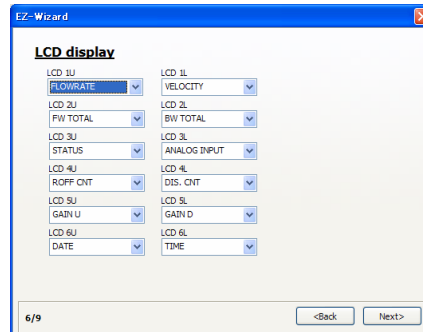 EZ-Wizard
LCD display
LCD 1U LCD 1L
FLOWRATE VELOCITY
LCD 2U LCD 2L
FW TOTAL BW TOTAL
LCD 3U LCD 3L
STATUS ANALOG INPUT
LCD 4U LCD 4L
ROFF CNT DIS. CNT
LCD 5U LCD 5L
GAIN U GAIN D
LCD 6U LCD 6L
DATE TIME
6/9 <Back Next>